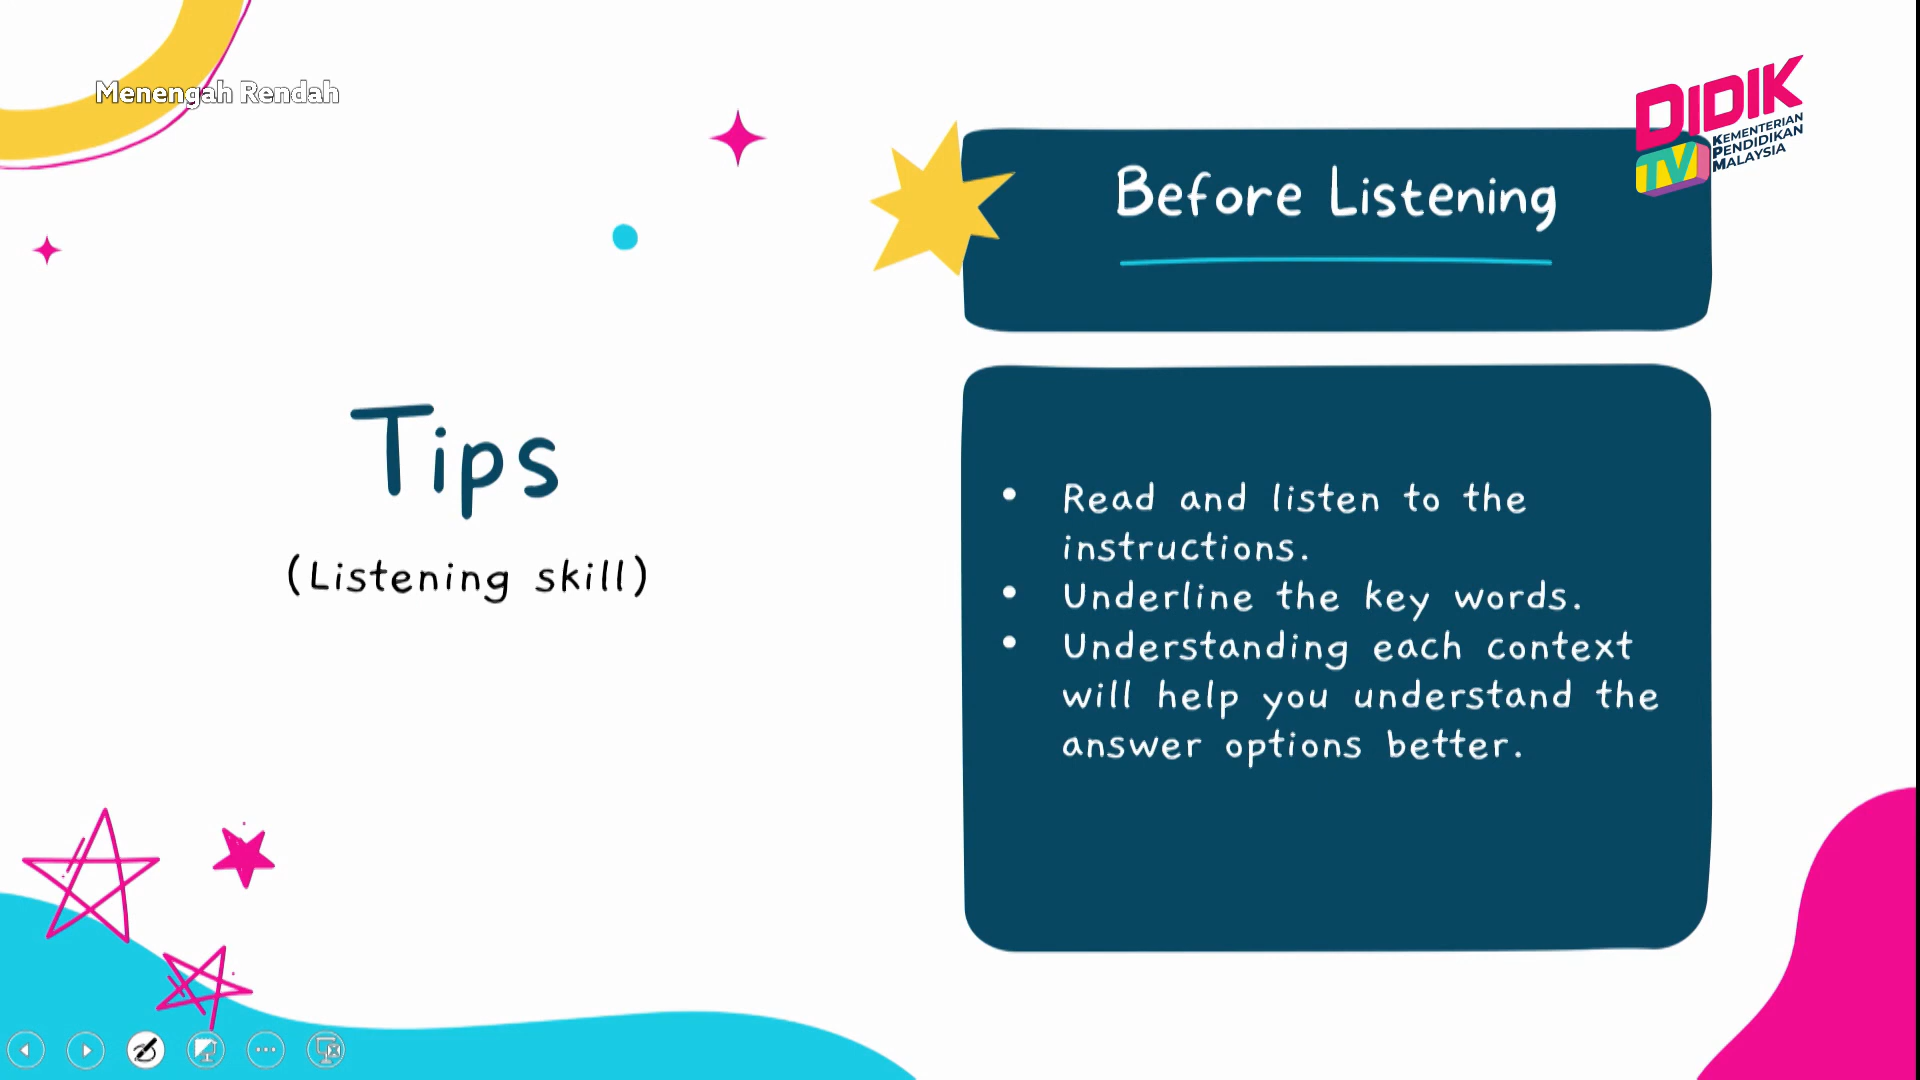 Menengah Rendah
DIDIK
TV
KEMENTERIAN
PENDIDIKAN
MALAYSIA
Before Listening
Tips
(Listening skill)
• Read and listen to the
instructions.
• Underline the key words.
• Understanding each context
will help you understand the
answer options better.